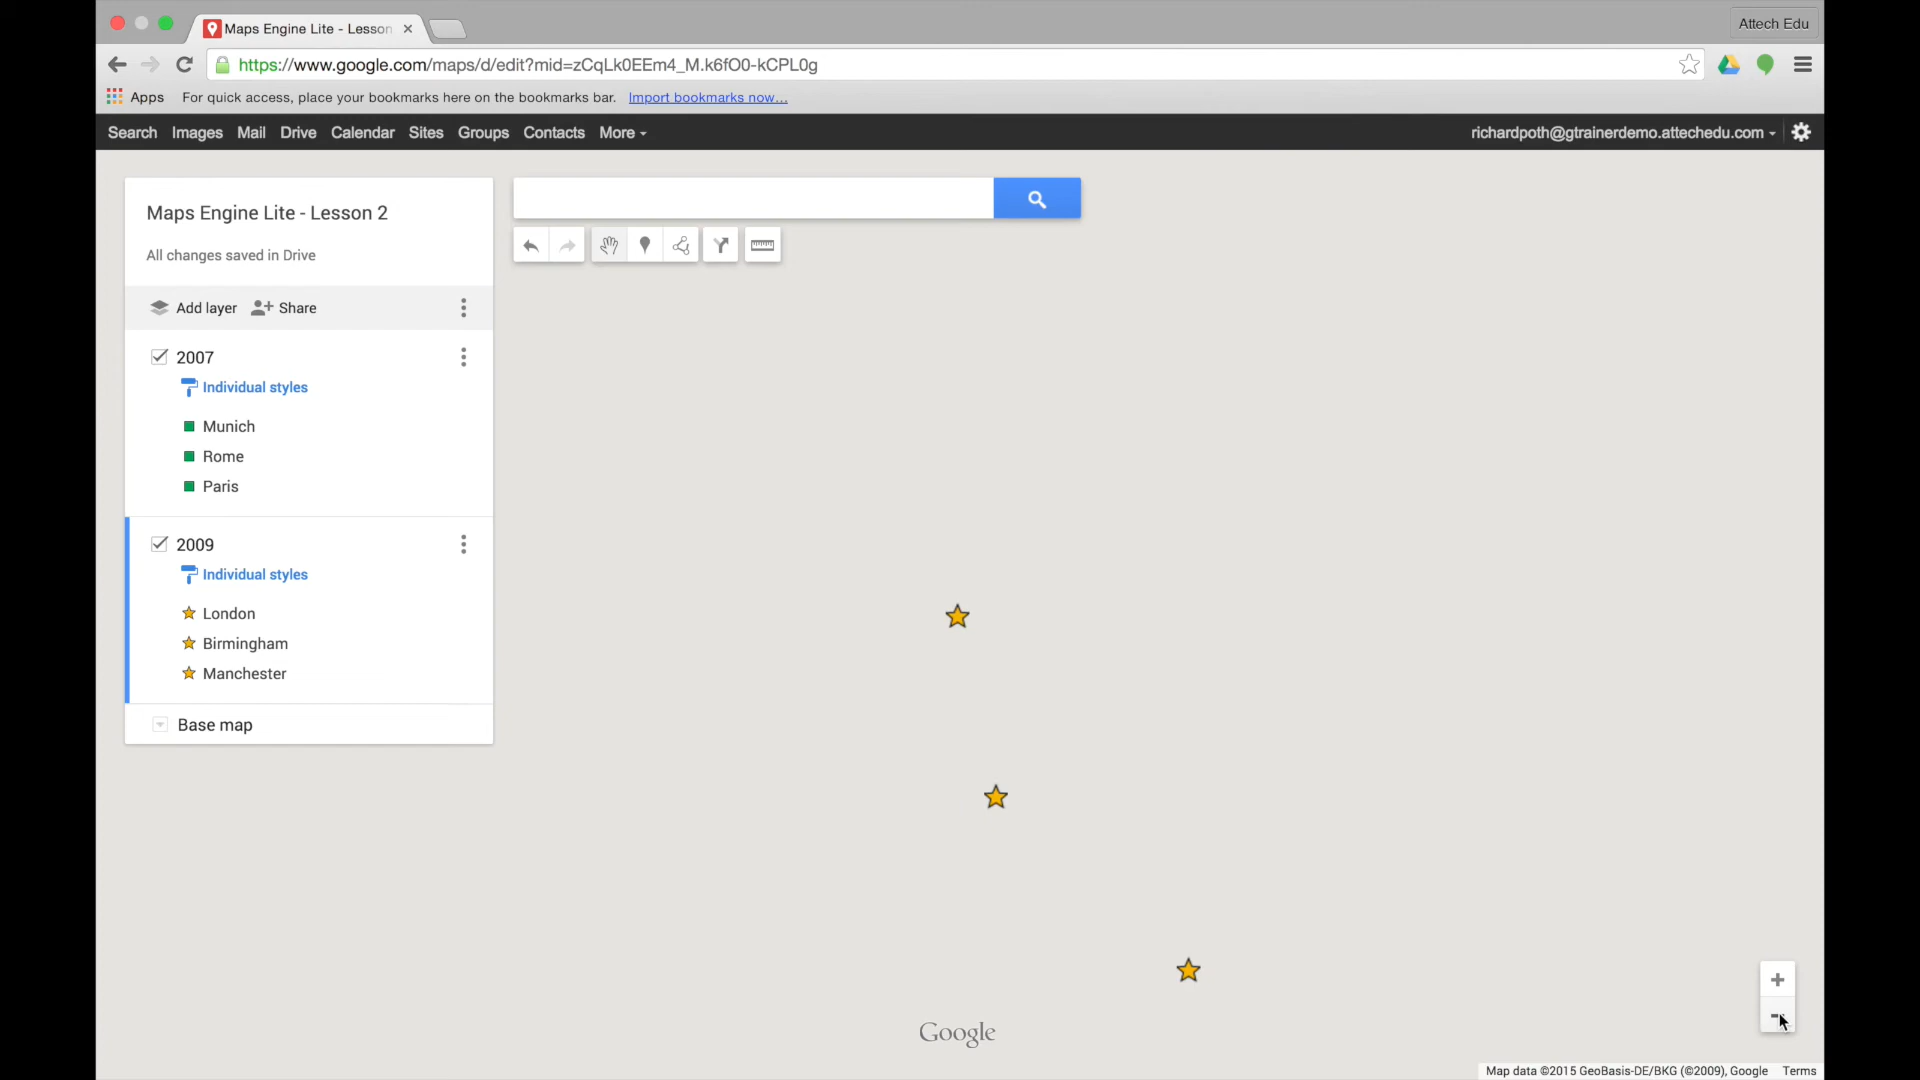 Maps Engine Lite - Lesson
Attech Edu
https://www.google.com/maps/d/edit?mid=zCqLk0EEm4_M.k6fO0-kCPL0g
Apps For quick access, place your bookmarks here on the bookmarks bar. Import bookmarks now...
Search Images Mail Drive Calendar Sites Groups Contacts More richardpoth@gtrainerdemo.attechedu.com
Maps Engine Lite - Lesson 2
All changes saved in Drive
Add layer Share
2007
Individual styles
Munich
Rome
Paris
2009
Individual styles
London
Birmingham
Manchester
Base map
Google
Map data ©2015 GeoBasis-DE/BKG (©2009), Google Terms